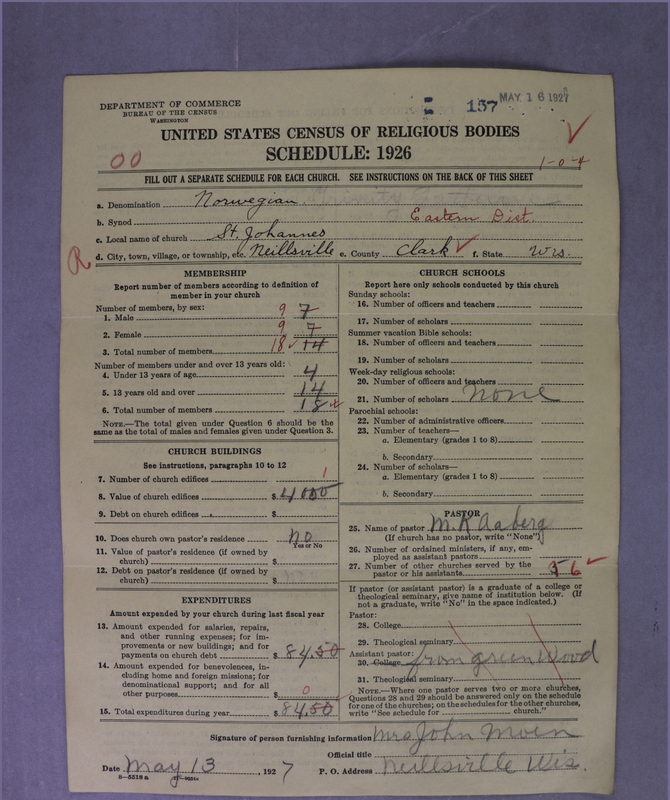 DEPARTMENT OF COMMERCE
BUREAU OF THE CENSUS
WASHINGTON
157 MAY 16 1927
UNITED STATES CENSUS OF RELIGIOUS BODIES
SCHEDULE: 1926
00
1-0-4
FILL OUT A SEPARATE SCHEDULE FOR EACH CHURCH. SEE INSTRUCTIONS ON THE BACK OF THIS SHEET
a. Denomination Norwegian
b. Synod Eastern Dist.
c. Local name of church St. Johannes
d. City, town, village, or township, etc. Neillsville e. County Clark f. State Wis.
R
MEMBERSHIP
Report number of members according to definition of
member in your church
Number of members, by sex:
1. Male 9 7
2. Female 9 7
3. Total number of members 18 14
Number of members under and over 13 years old:
4. Under 13 years of age 4
5. 13 years old and over 14
6. Total number of members 18
NOTE.—The total given under Question 6 should be
the same as the total of males and females given under Question 3.
CHURCH BUILDINGS
See instructions, paragraphs 10 to 12
7. Number of church edifices 1
8. Value of church edifices $ 4000
9. Debt on church edifices $
10. Does church own pastor's residence? no
Yes or No
11. Value of pastor's residence (if owned by
church) $
12. Debt on pastor's residence (if owned by
church) $
EXPENDITURES
Amount expended by your church during last fiscal year
13. Amount expended for salaries, repairs,
and other running expenses; for im-
provements or new buildings; and for
payments on church debt $ 84.50
14. Amount expended for benevolences, in-
cluding home and foreign missions; for
denominational support; and for all
other purposes $ 0
15. Total expenditures during year $ 84.50
CHURCH SCHOOLS
Report here only schools conducted by this church
Sunday schools:
16. Number of officers and teachers
17. Number of scholars
Summer vacation Bible schools:
18. Number of officers and teachers
19. Number of scholars
Week-day religious schools:
20. Number of officers and teachers
21. Number of scholars none
Parochial schools:
22. Number of administrative officers
23. Number of teachers—
a. Elementary (grades 1 to 8)
b. Secondary
24. Number of scholars—
a. Elementary (grades 1 to 8)
b. Secondary
PASTOR
25. Name of pastor M. K Aaberg
(If church has no pastor, write "None")
26. Number of ordained ministers, if any, em-
ployed as assistant pastors
27. Number of other churches served by the
pastor or his assistants 5 6
If pastor (or assistant pastor) is a graduate of a college or
theological seminary, give name of institution below. (If
not a graduate, write "No" in the space indicated.)
Pastor:
28. College
29. Theological seminary
Assistant pastor:
30. College from greenwood
31. Theological seminary
NOTE.—Where one pastor serves two or more churches,
Questions 28 and 29 should be answered only on the schedule
for one of the churches; on the schedules for the other churches,
write "See schedule for church."
Signature of person furnishing information Mrs John Moen
Official title
Date May 13, 1927 P. O. Address Neillsville Wis.
8—5518 a